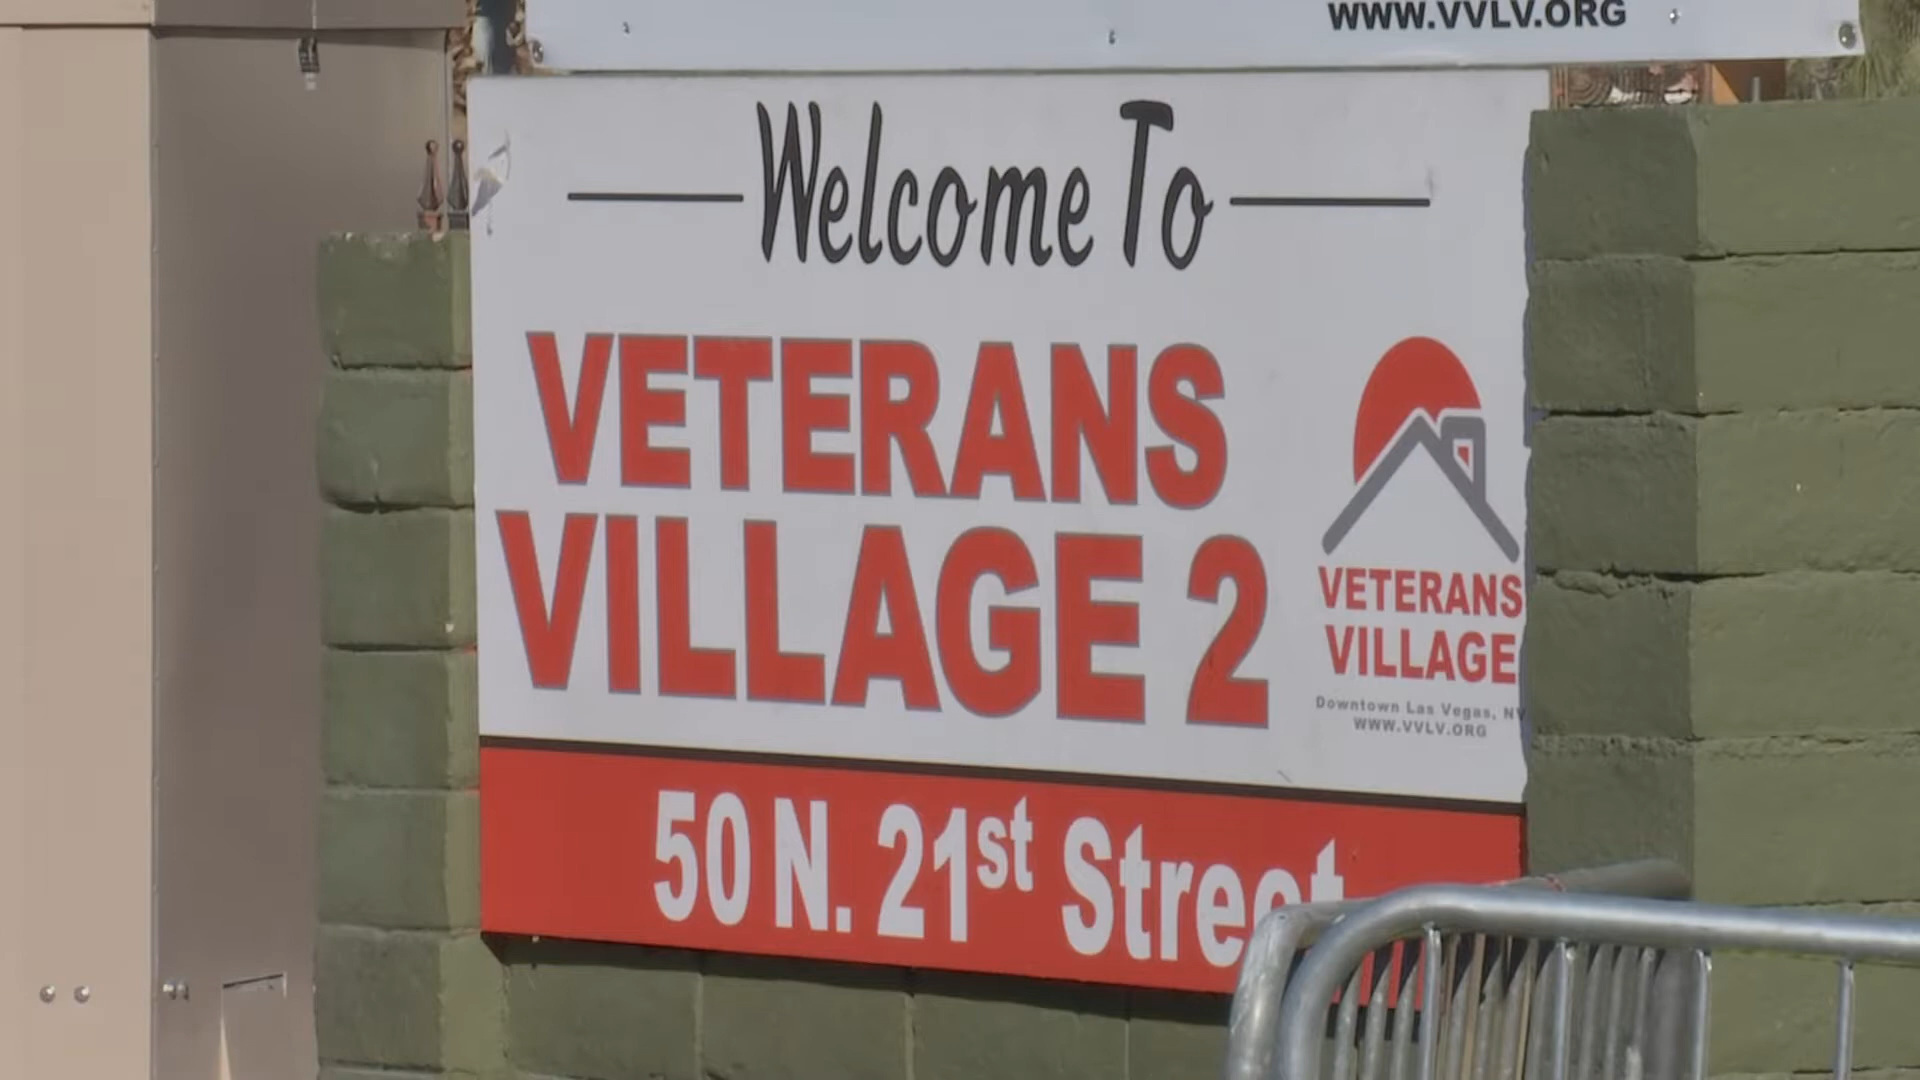 WWW.VVLV.ORG
Welcome To
VETERANS
VILLAGE 2
VETERANS
VILLAGE
Downtown Las Vegas, NV
WWW.VVLV.ORG
50 N. 21st Street